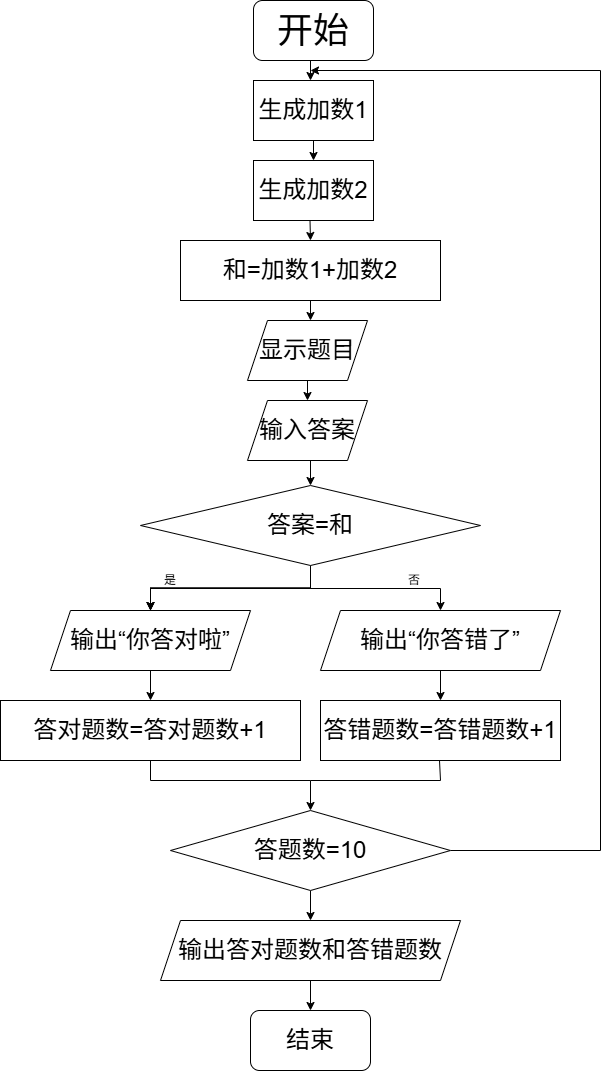 开始
生成加数1
生成加数2
和=加数1+加数2
显示题目
输入答案
答案=和
是
否
输出“你答对啦”
输出“你答错了”
答对题数=答对题数+1
答错题数=答错题数+1
答题数=10
输出答对题数和答错题数
结束